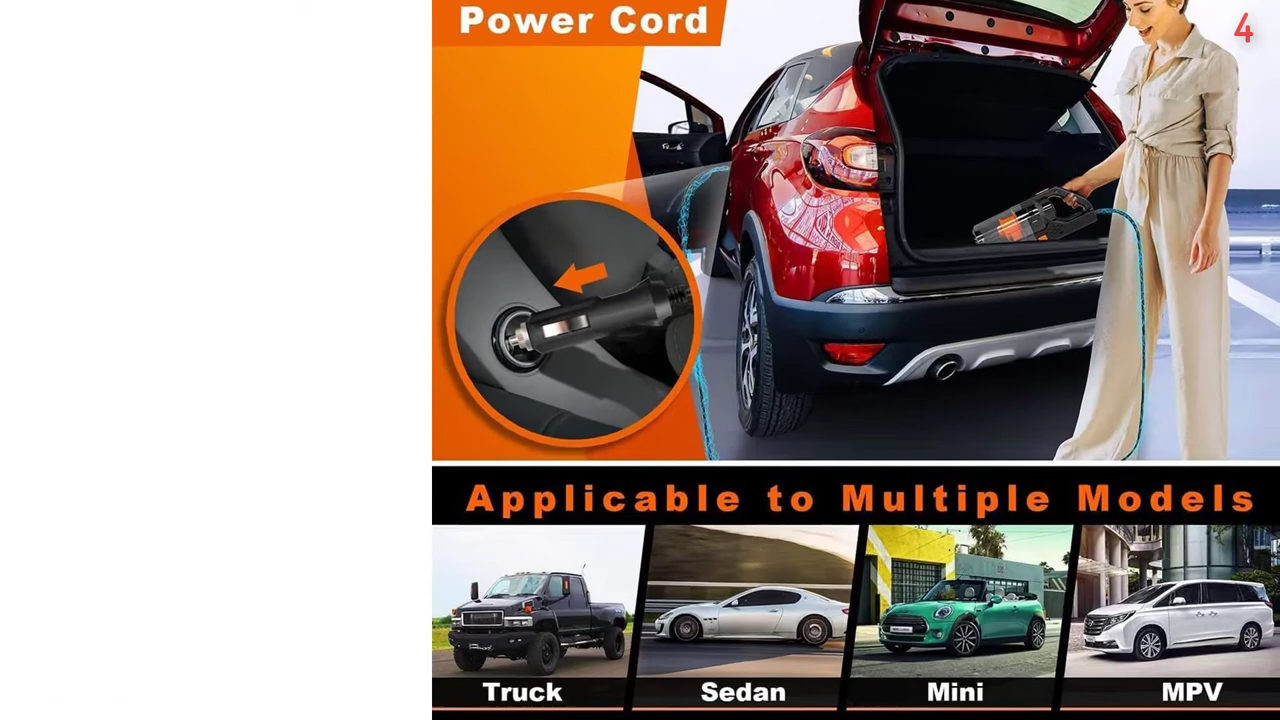 Power Cord
4
Applicable to Multiple Models
Truck
Sedan
Mini
MPV